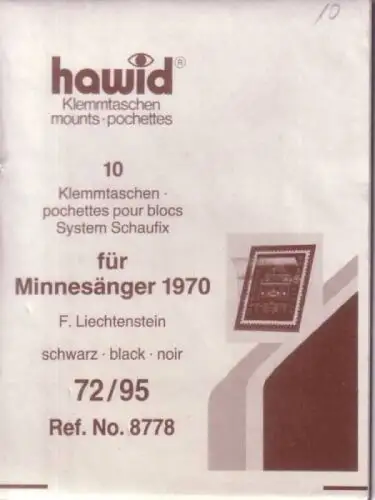 10
hawid®
Klemmtaschen
mounts·pochettes
10
Klemmtaschen·
pochettes pour blocs
System Schaufix
für
Minnesänger 1970
F. Liechtenstein
schwarz · black · noir
72/95
Ref. No. 8778